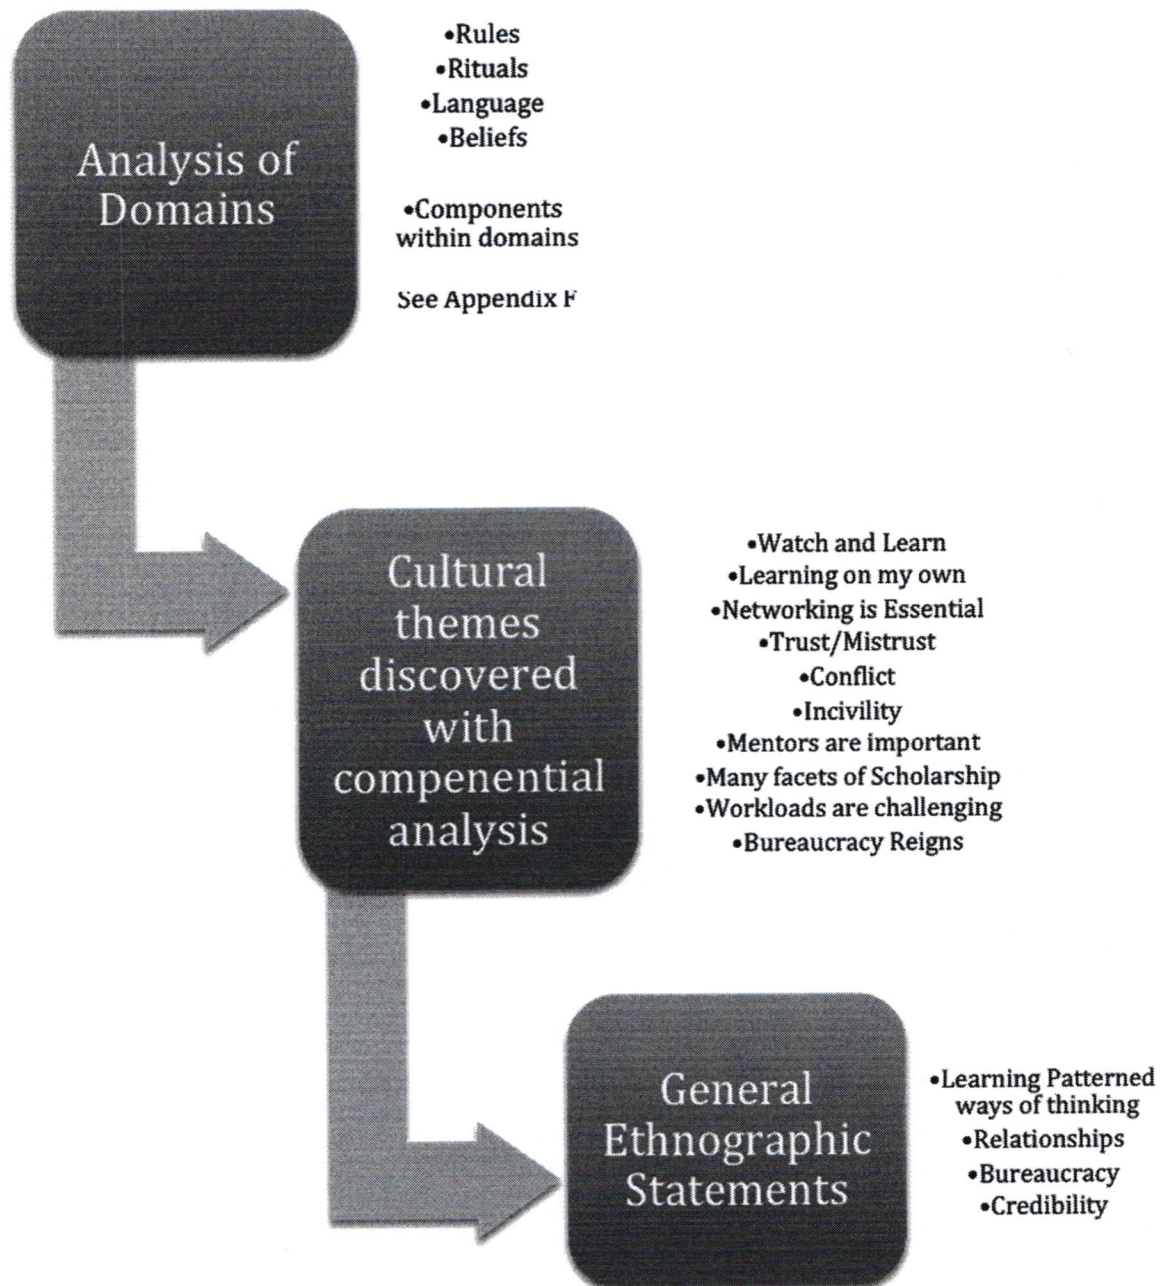 Analysis of
Domains
•Rules
•Rituals
•Language
•Beliefs
•Components
within domains
See Appendix F
Cultural
themes
discovered
with
compenential
analysis
•Watch and Learn
•Learning on my own
•Networking is Essential
•Trust/Mistrust
•Conflict
•Incivility
•Mentors are important
•Many facets of Scholarship
•Workloads are challenging
•Bureaucracy Reigns
General
Ethnographic
Statements
•Learning Patterned
ways of thinking
•Relationships
•Bureaucracy
•Credibility